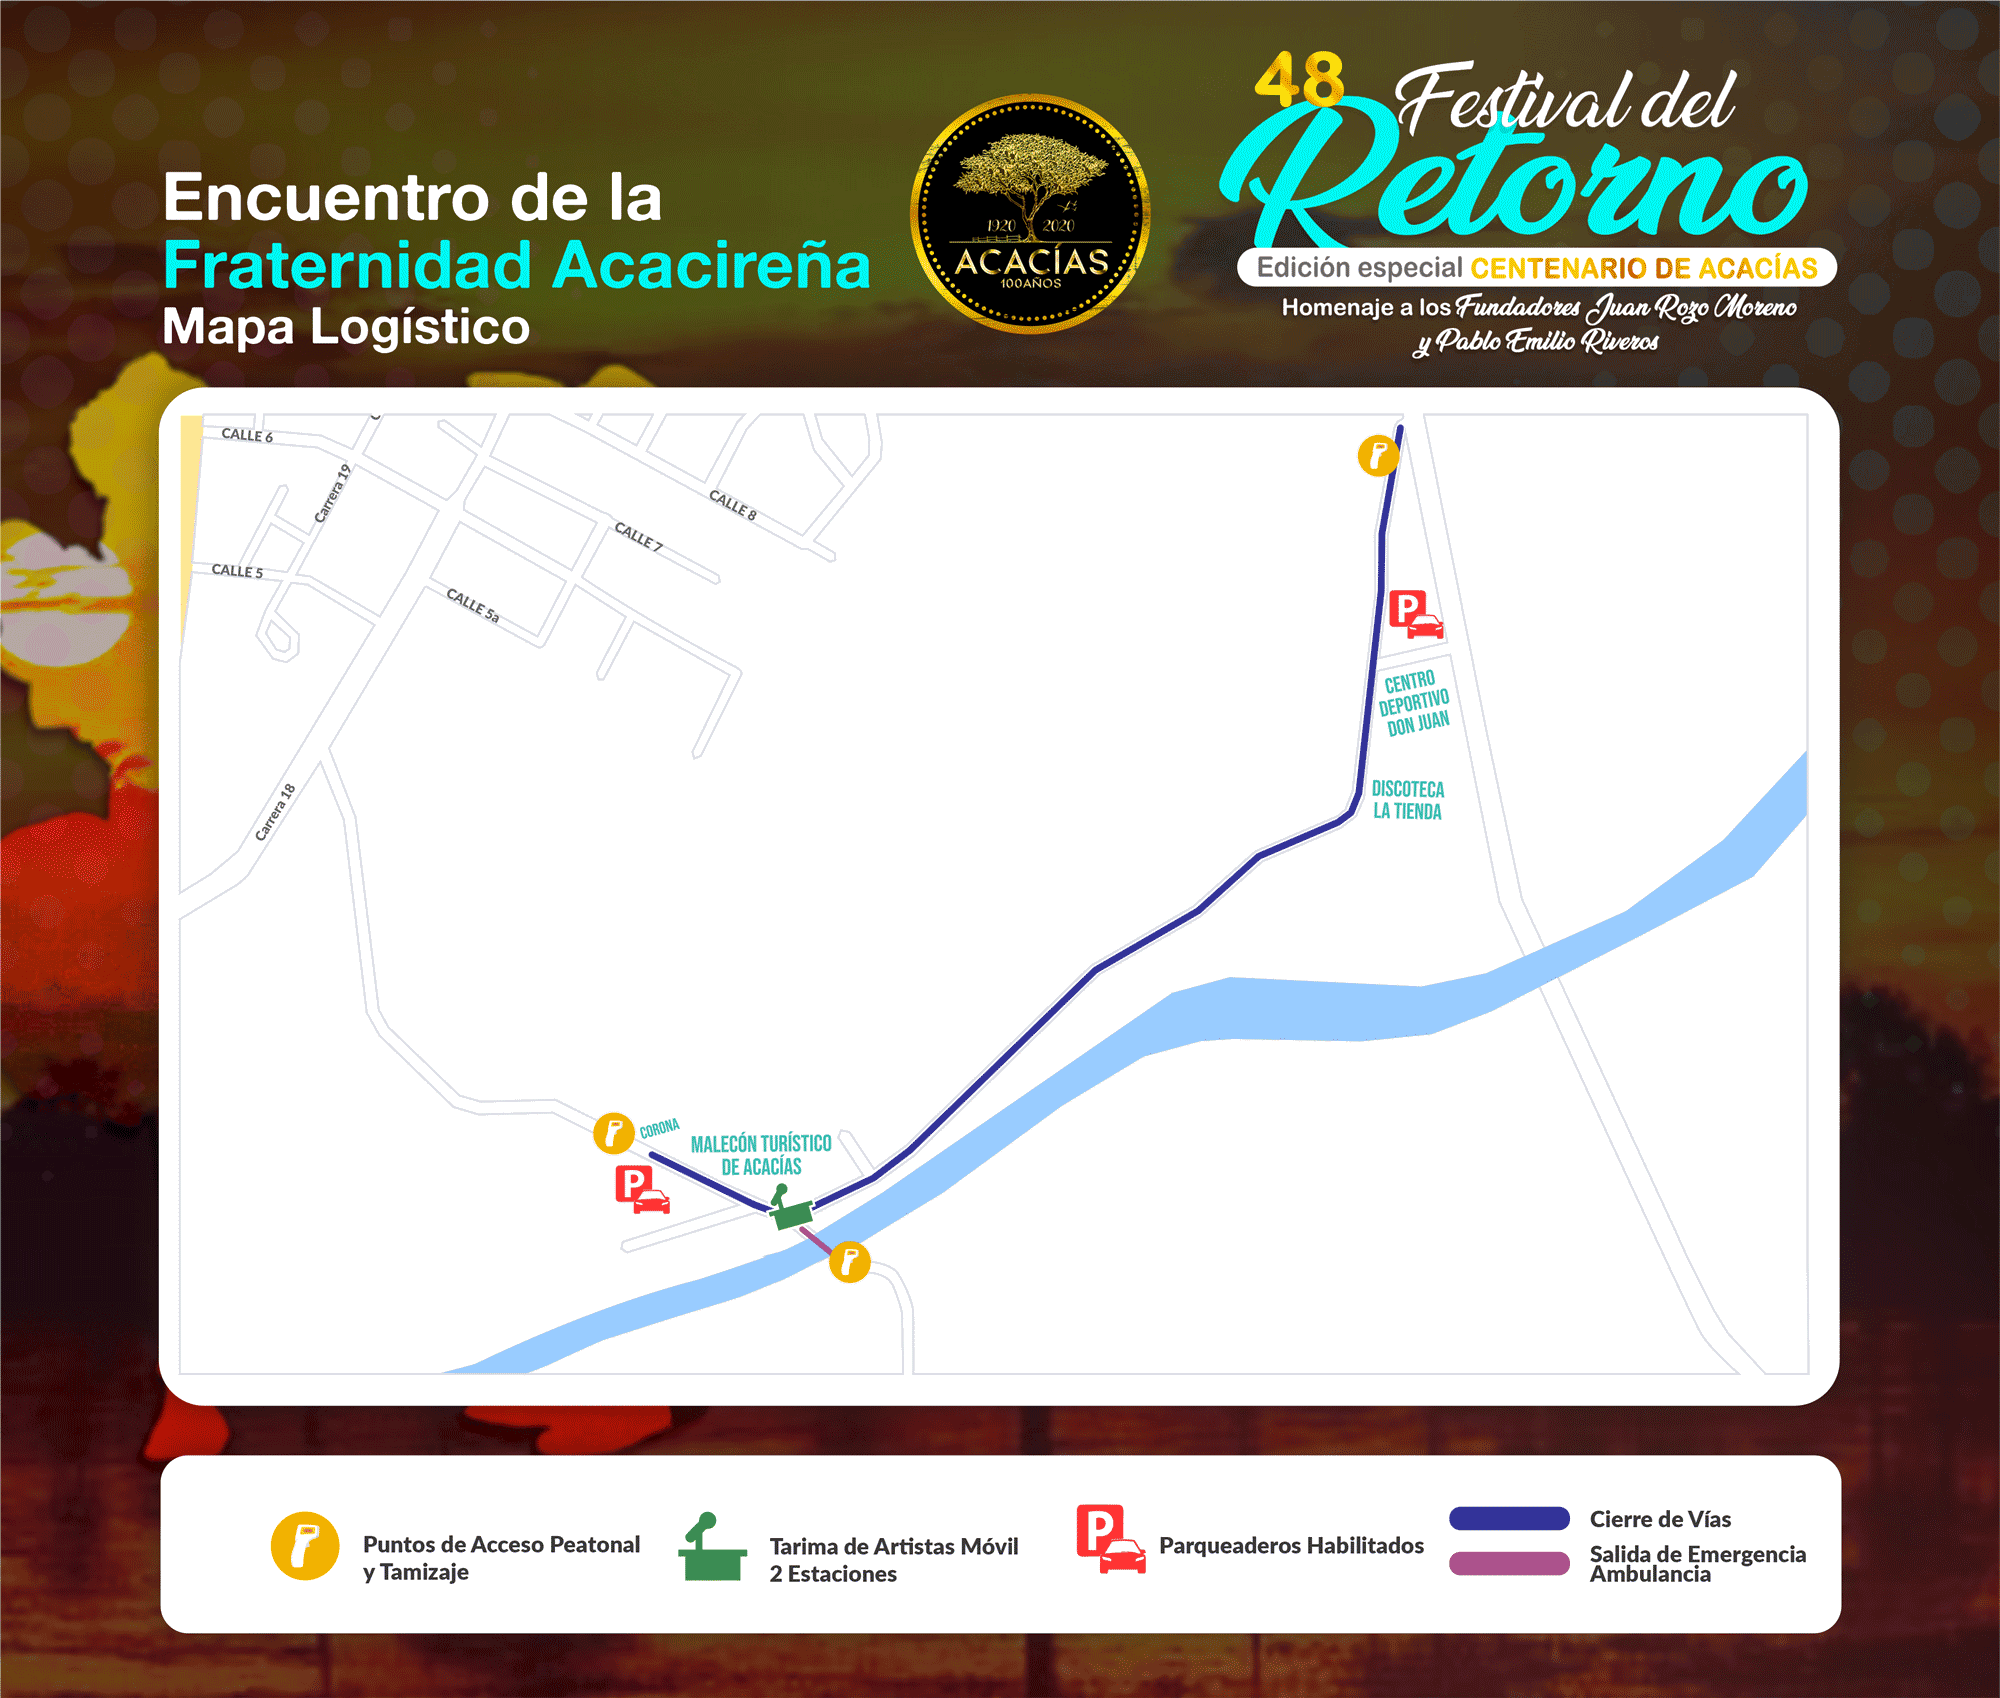 Encuentro de la
Fraternidad Acacireña
Mapa Logístico
1920 2020
ACACÍAS
100AÑOS
48 Festival del
Retorno
Edición especial CENTENARIO DE ACACÍAS
Homenaje a los Fundadores Juan Rozo Moreno
y Pablo Emilio Riveros
CALLE 6
Carrera 19
CALLE 8
CALLE 7
CALLE 5
CALLE 5a
P
CENTRO
DEPORTIVO
DON JUAN
DISCOTECA
LA TIENDA
Carrera 18
CORONA
MALECÓN TURÍSTICO
DE ACACÍAS
P
Puntos de Acceso Peatonal
y Tamizaje
Tarima de Artistas Móvil
2 Estaciones
P
Parqueaderos Habilitados
Cierre de Vías
Salida de Emergencia
Ambulancia